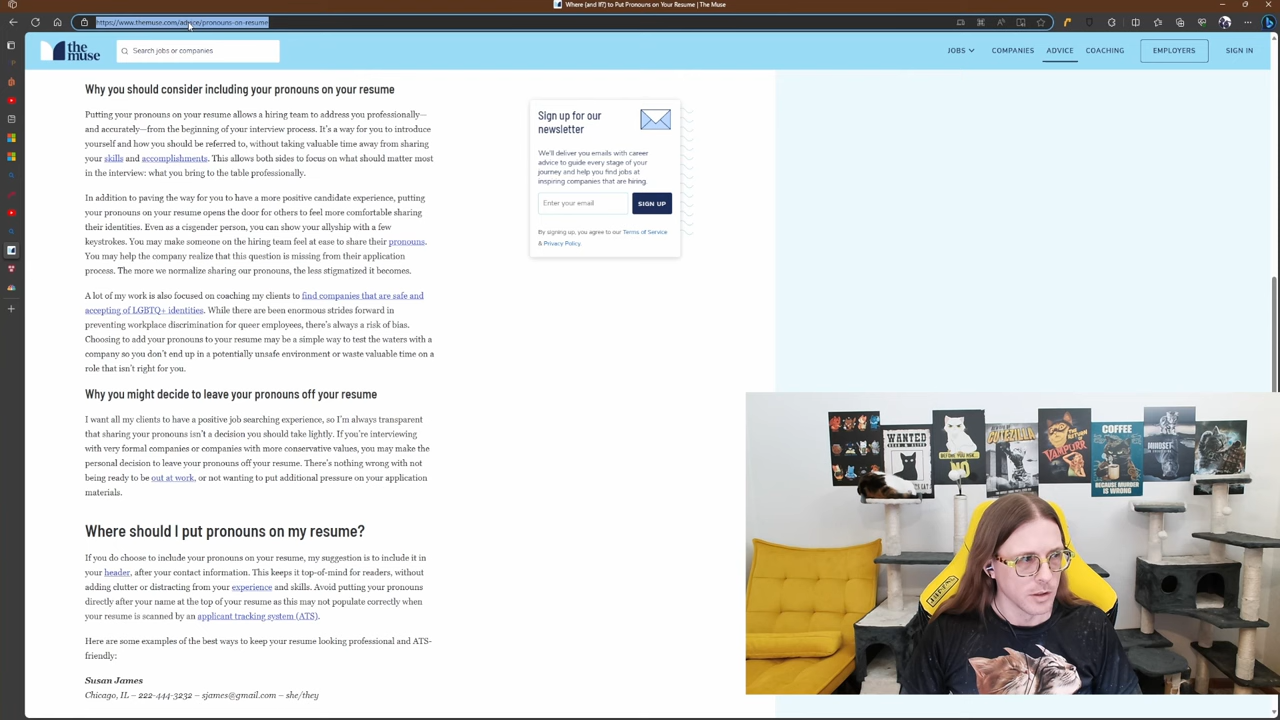 Where (and If?) to Put Pronouns on Your Resume | The Muse
https://www.themuse.com/advice/pronouns-on-resume
the
muse
Search jobs or companies
JOBS
COMPANIES
ADVICE
COACHING
EMPLOYERS
SIGN IN
Why you should consider including your pronouns on your resume
Putting your pronouns on your resume allows a hiring team to address you professionally—
and accurately—from the beginning of your interview process. It's a way for you to introduce
yourself and how you should be referred to, without taking valuable time away from sharing
your skills and accomplishments. This allows both sides to focus on what should matter most
in the interview: what you bring to the table professionally.
In addition to paving the way for you to have a more positive candidate experience, putting
your pronouns on your resume opens the door for others to feel more comfortable sharing
their identities. Even as a cisgender person, you can show your allyship with a few
keystrokes. You may make someone on the hiring team feel at ease to share their pronouns.
You may help the company realize that this question is missing from their application
process. The more we normalize sharing our pronouns, the less stigmatized it becomes.
A lot of my work is also focused on coaching my clients to find companies that are safe and
accepting of LGBTQ+ identities. While there are been enormous strides forward in
preventing workplace discrimination for queer employees, there's always a risk of bias.
Choosing to add your pronouns to your resume may be a simple way to test the waters with a
company so you don't end up in a potentially unsafe environment or waste valuable time on a
role that isn't right for you.
Why you might decide to leave your pronouns off your resume
I want all my clients to have a positive job searching experience, so I'm always transparent
that sharing your pronouns isn't a decision you should take lightly. If you're interviewing
with very formal companies or companies with more conservative values, you may make the
personal decision to leave your pronouns off your resume. There's nothing wrong with not
being ready to be out at work, or not wanting to put additional pressure on your application
materials.
Where should I put pronouns on my resume?
If you do choose to include your pronouns on your resume, my suggestion is to include it in
your header, after your contact information. This keeps it top-of-mind for readers, without
adding clutter or distracting from your experience and skills. Avoid putting your pronouns
directly after your name at the top of your resume as this may not populate correctly when
your resume is scanned by an applicant tracking system (ATS).
Here are some examples of the best ways to keep your resume looking professional and ATS-
friendly:
Susan James
Chicago, IL – 222-444-3232 – sjames@gmail.com – she/they
Sign up for our
newsletter
We'll deliver you emails with career
advice to guide every stage of your
journey and help you find jobs at
inspiring companies that are hiring.
Enter your email
SIGN UP
By signing up, you agree to our Terms of Service
& Privacy Policy
WANTED
BEFORE YOU ASK..
NO
CUTEZILLA
VAMPURR
COFFEE
BECAUSE MURDER
IS WRONG
MINDSET